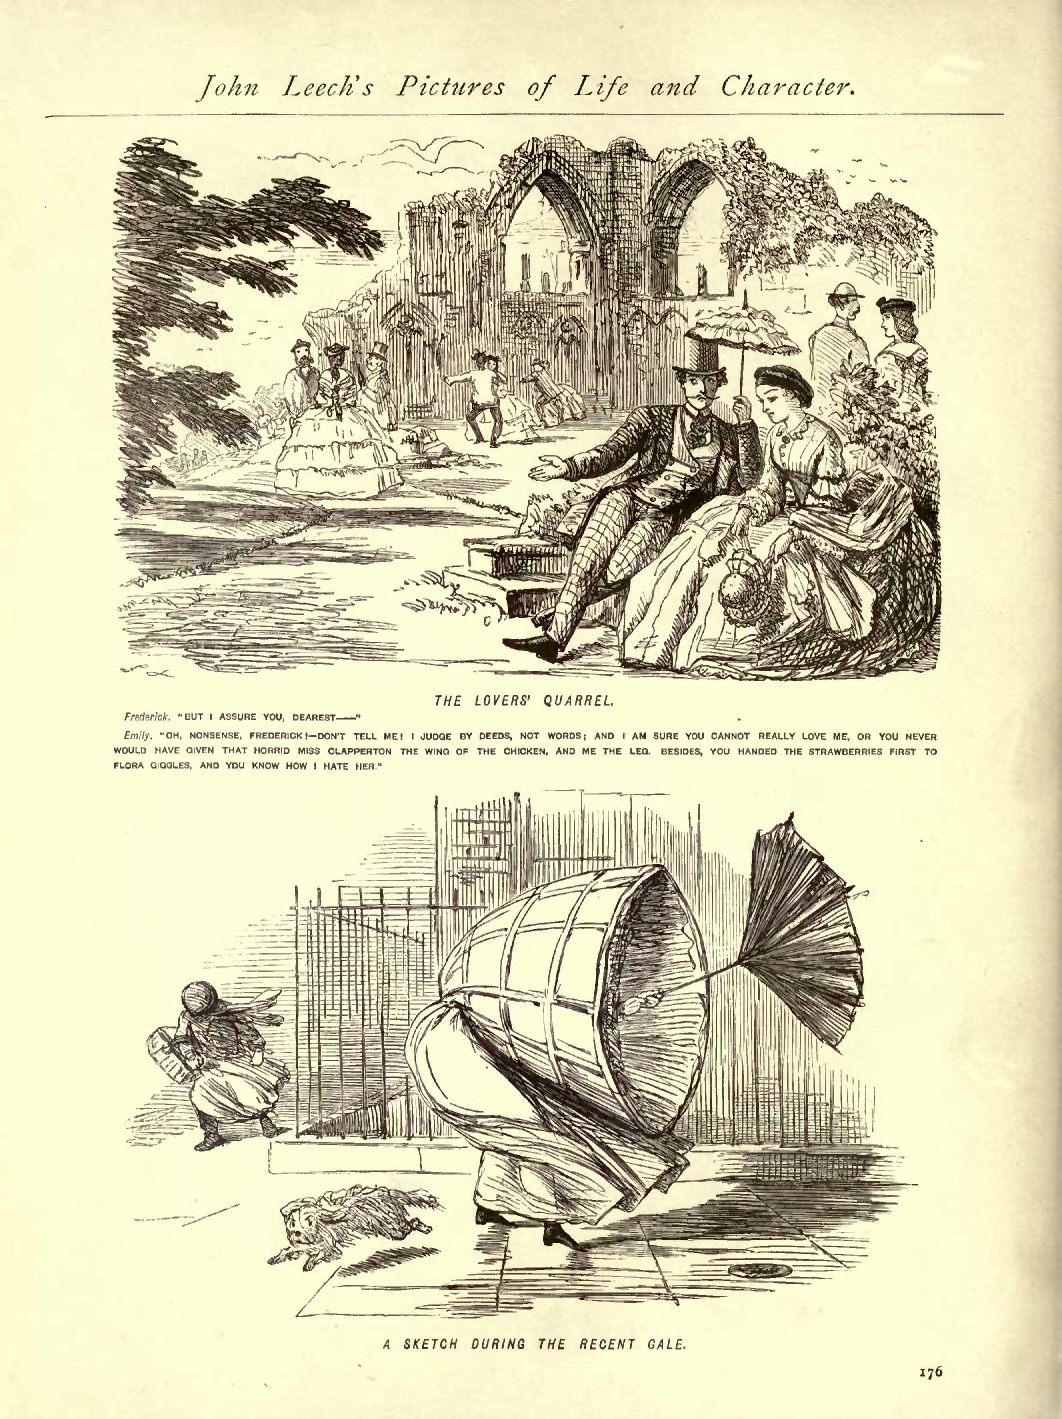 John Leech's Pictures of Life and Character.
THE LOVERS' QUARREL.
Frederick. "BUT I ASSURE YOU, DEAREST——"
Emily. "OH, NONSENSE, FREDERICK!—DON'T TELL ME! I JUDGE BY DEEDS, NOT WORDS; AND I AM SURE YOU CANNOT REALLY LOVE ME, OR YOU NEVER
WOULD HAVE GIVEN THAT HORRID MISS CLAPPERTON THE WING OF THE CHICKEN, AND ME THE LEG. BESIDES, YOU HANDED THE STRAWBERRIES FIRST TO
FLORA GIGGLES, AND YOU KNOW HOW I HATE HER."
A SKETCH DURING THE RECENT GALE.
176